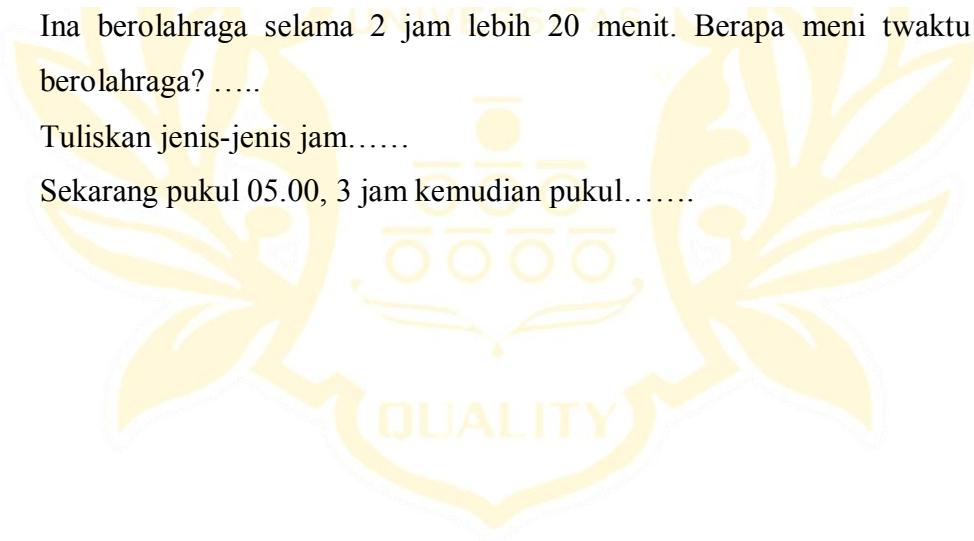 UNIVERSITAS
Ina berolahraga selama 2 jam lebih 20 menit. Berapa meni twaktu
berolahraga? .....
Tuliskan jenis-jenis jam......
Sekarang pukul 05.00, 3 jam kemudian pukul.......
QUALITY